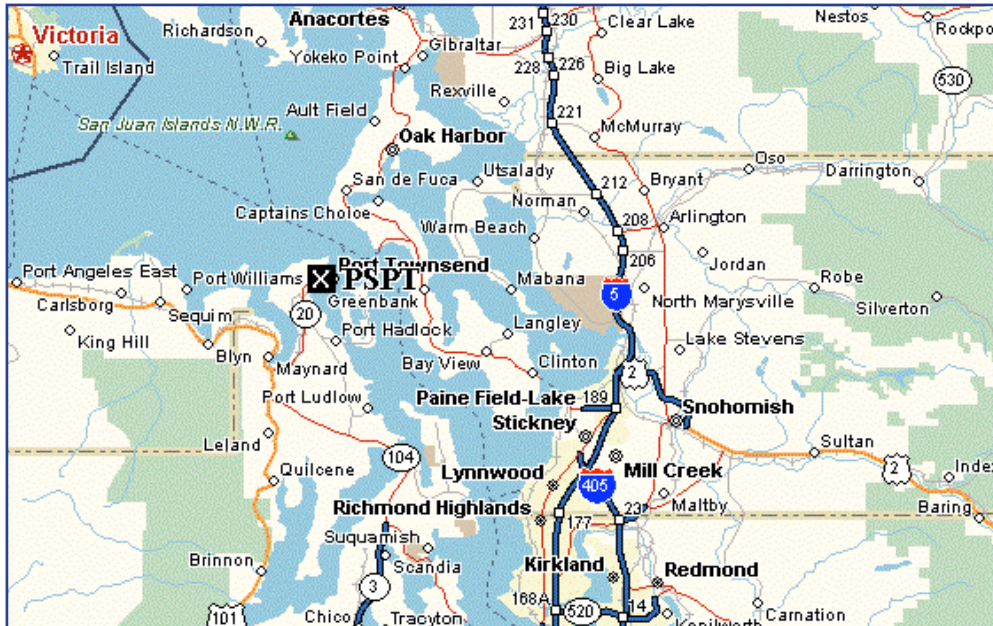 Anacortes
231
230
Clear Lake
Nestos
Rockpo
Victoria
Richardson
Gibraltar
Trail Island
Yokeko Point
228
226
Big Lake
530
Rexville
Ault Field
221
San Juan Islands N.W.R.
McMurray
Oak Harbor
Oso
Utsalady
Darrington
San de Fuca
212
Bryant
Captains Choloe
Norman
208
Arlington
Warm Beach
206
Jordan
Port Angeles East
Port Williams
Port Townsend
PSPT
Mabana
Robe
Carlsborg
Greenbank
5
North Marysville
Silverton
Sequim
20
King Hill
Port Hadlock
Langley
Lake Stevens
Blyn
Bay View
Clinton
Maynard
2
Port Ludlow
Paine Field-Lake
Stickney
189
Snohomish
Leland
Sultan
104
Lynnwood
Mill Creek
2
Index
Quilcene
405
Maltby
Richmond Highlands
177
23
Baring
Suquamish
Brinnon
Scandia
Kirkland
Redmond
3
168A
101
Chico
Tracyton
520
14
Carnation